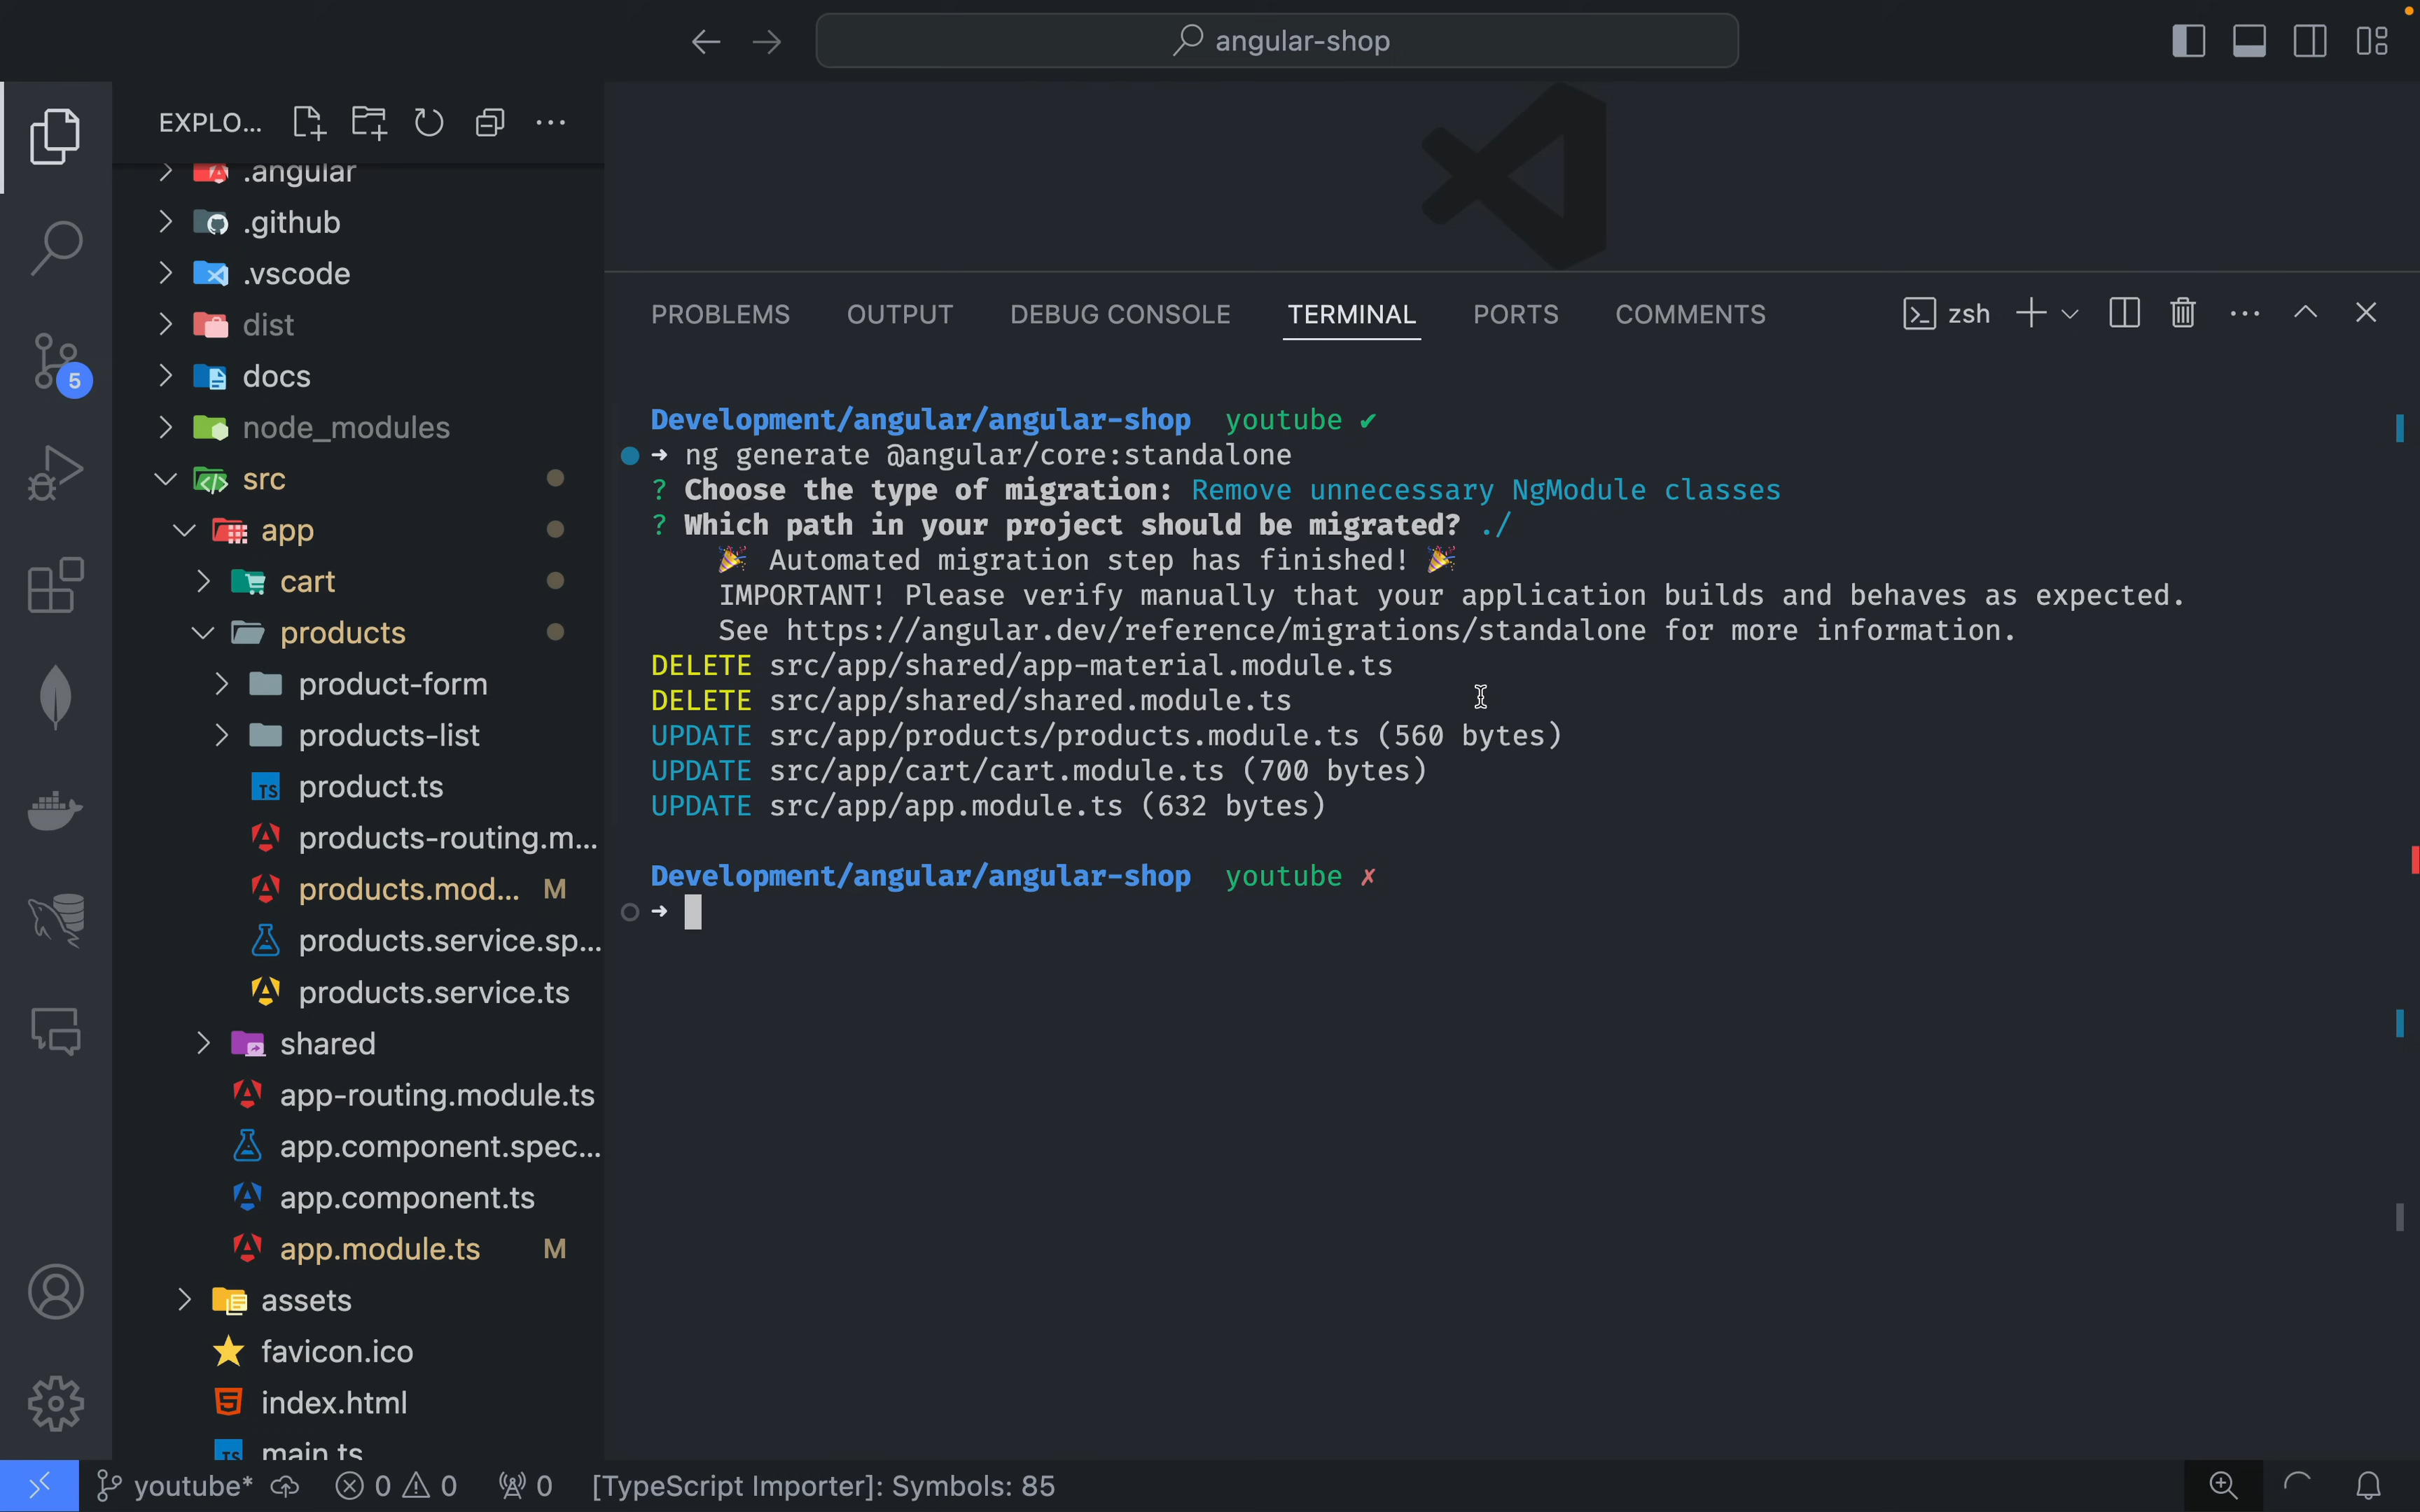 angular-shop
EXPLO...
.angular
.github
.vscode
dist
docs
node_modules
src
app
cart
products
product-form
products-list
TS product.ts
products-routing.m...
products.mod... M
products.service.sp...
products.service.ts
shared
app-routing.module.ts
app.component.spec...
app.component.ts
app.module.ts M
assets
favicon.ico
index.html
TS main.ts
5
PROBLEMS OUTPUT DEBUG CONSOLE TERMINAL PORTS COMMENTS zsh
Development/angular/angular-shop youtube ✔
➜ ng generate @angular/core:standalone
? Choose the type of migration: Remove unnecessary NgModule classes
? Which path in your project should be migrated? ./
🎉 Automated migration step has finished! 🎉
IMPORTANT! Please verify manually that your application builds and behaves as expected.
See https://angular.dev/reference/migrations/standalone for more information.
DELETE src/app/shared/app-material.module.ts
DELETE src/app/shared/shared.module.ts
UPDATE src/app/products/products.module.ts (560 bytes)
UPDATE src/app/cart/cart.module.ts (700 bytes)
UPDATE src/app/app.module.ts (632 bytes)
Development/angular/angular-shop youtube ✗
➜
youtube* 0 0 0 [TypeScript Importer]: Symbols: 85